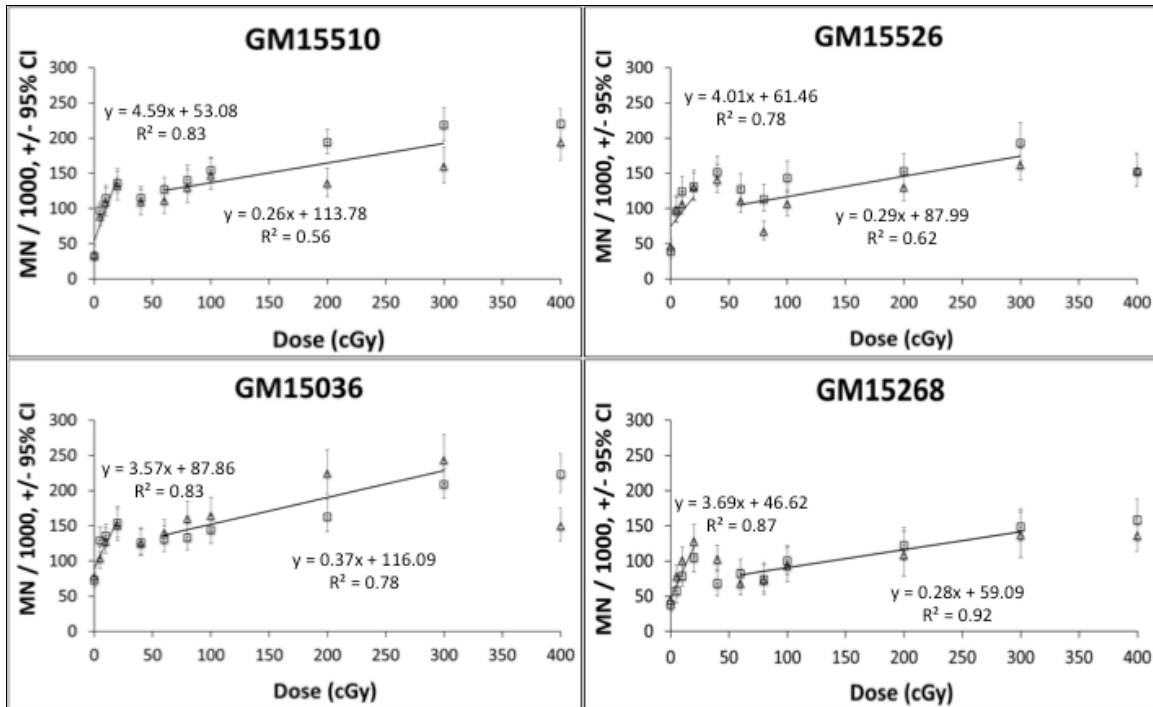 GM15510
MN / 1000, +/- 95% CI
300
250
200
150
100
50
0
y = 4.59x + 53.08
R² = 0.83
y = 0.26x + 113.78
R² = 0.56
0 50 100 150 200 250 300 350 400
Dose (cGy)
GM15526
MN / 1000, +/- 95% CI
300
250
200
150
100
50
0
y = 4.01x + 61.46
R² = 0.78
y = 0.29x + 87.99
R² = 0.62
0 50 100 150 200 250 300 350 400
Dose (cGy)
GM15036
MN / 1000, +/- 95% CI
300
250
200
150
100
50
0
y = 3.57x + 87.86
R² = 0.83
y = 0.37x + 116.09
R² = 0.78
0 50 100 150 200 250 300 350 400
Dose (cGy)
GM15268
MN / 1000, +/- 95% CI
300
250
200
150
100
50
0
y = 3.69x + 46.62
R² = 0.87
y = 0.28x + 59.09
R² = 0.92
0 50 100 150 200 250 300 350 400
Dose (cGy)